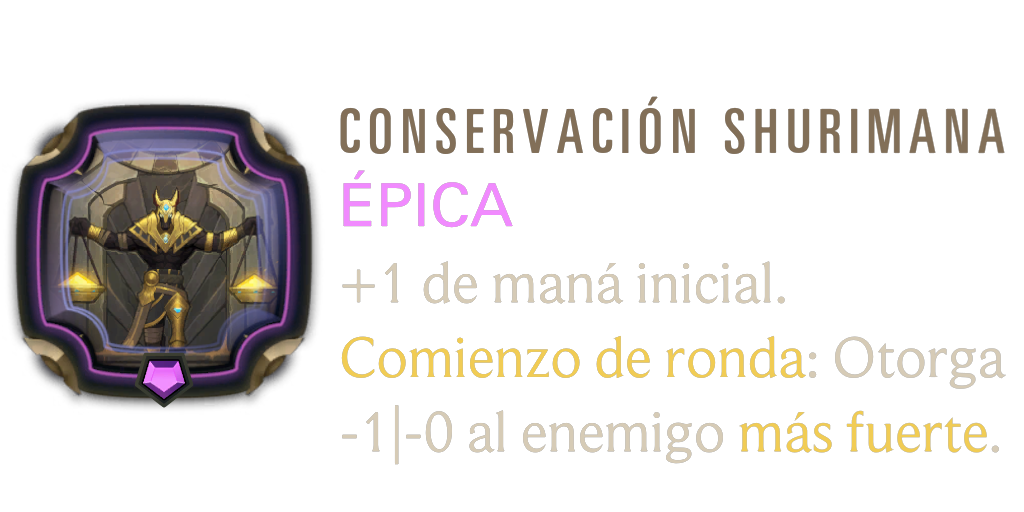 CONSERVACIÓN SHURIMANA
ÉPICA
+1 de maná inicial.
Comienzo de ronda: Otorga
-1|-0 al enemigo más fuerte.